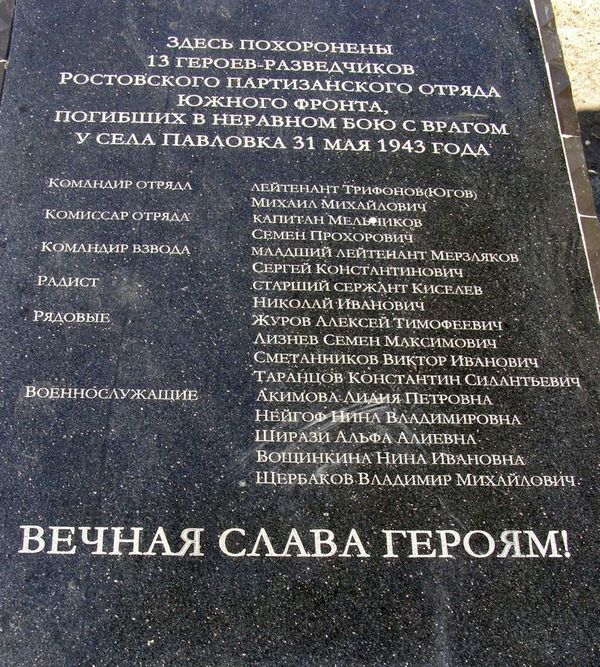 ЗДЕСЬ ПОХОРОНЕНЫ
13 ГЕРОЕВ-РАЗВЕДЧИКОВ
РОСТОВСКОГО ПАРТИЗАНСКОГО ОТРЯДА
ЮЖНОГО ФРОНТА,
ПОГИБШИХ В НЕРАВНОМ БОЮ С ВРАГОМ
У СЕЛА ПАВЛОВКА 31 МАЯ 1943 ГОДА
КОМАНДИР ОТРЯДА ЛЕЙТЕНАНТ ТРИФОНОВ(ЮГОВ)
МИХАИЛ МИХАЙЛОВИЧ
КОМИССАР ОТРЯДА КАПИТАН МЕЛЬНИКОВ
СЕМЕН ПРОХОРОВИЧ
КОМАНДИР ВЗВОДА МЛАДШИЙ ЛЕЙТЕНАНТ МЕРЗЛЯКОВ
СЕРГЕЙ КОНСТАНТИНОВИЧ
РАДИСТ СТАРШИЙ СЕРЖАНТ КИСЕЛЕВ
НИКОЛАЙ ИВАНОВИЧ
РЯДОВЫЕ ЖУРОВ АЛЕКСЕЙ ТИМОФЕЕВИЧ
ЛИЗНЕВ СЕМЕН МАКСИМОВИЧ
СМЕТАННИКОВ ВИКТОР ИВАНОВИЧ
ТАРАНЦОВ КОНСТАНТИН СИЛАНТЬЕВИЧ
ВОЕННОСЛУЖАЩИЕ АКИМОВА ЛИДИЯ ПЕТРОВНА
НЕЙГОФ НИНА ВЛАДИМИРОВНА
ШИРАЗИ АЛЬФА АЛИЕВНА
ВОЩИНКИНА НИНА ИВАНОВНА
ЩЕРБАКОВ ВЛАДИМИР МИХАЙЛОВИЧ
ВЕЧНАЯ СЛАВА ГЕРОЯМ!